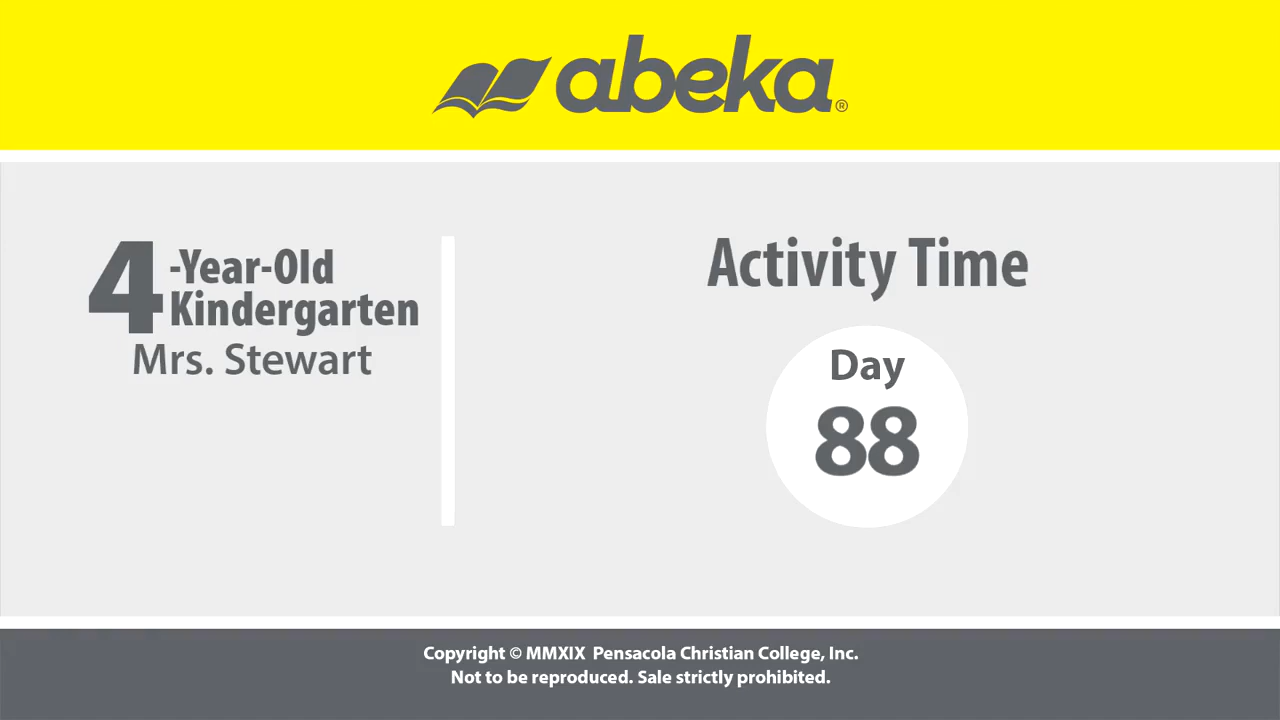 abeka®
4-Year-Old
Kindergarten
Mrs. Stewart
Activity Time
Day
88
Copyright © MMXIX Pensacola Christian College, Inc.
Not to be reproduced. Sale strictly prohibited.